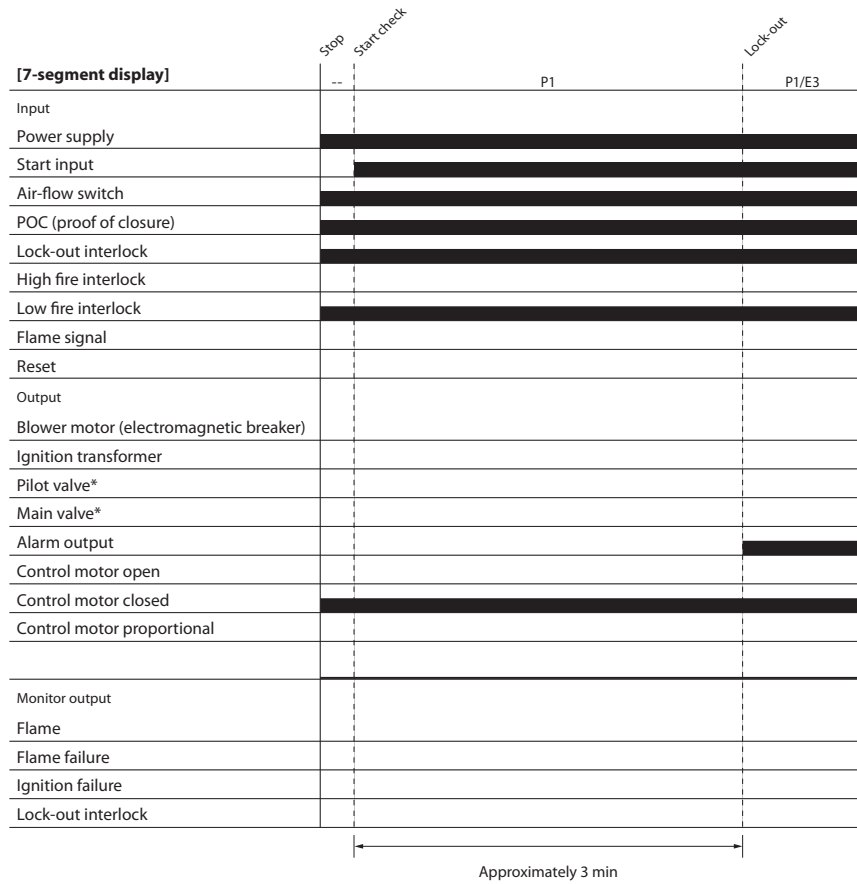 Stop
Start check
Lock-out
[7-segment display]
-- P1 P1/E3
Input
Power supply
Start input
Air-flow switch
POC (proof of closure)
Lock-out interlock
High fire interlock
Low fire interlock
Flame signal
Reset
Output
Blower motor (electromagnetic breaker)
Ignition transformer
Pilot valve*
Main valve*
Alarm output
Control motor open
Control motor closed
Control motor proportional
Monitor output
Flame
Flame failure
Ignition failure
Lock-out interlock
Approximately 3 min